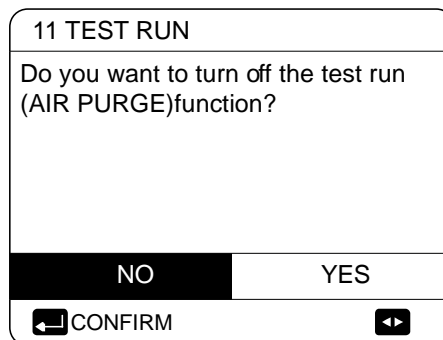 11 TEST RUN
Do you want to turn off the test run
(AIR PURGE)function?
NO YES
CONFIRM